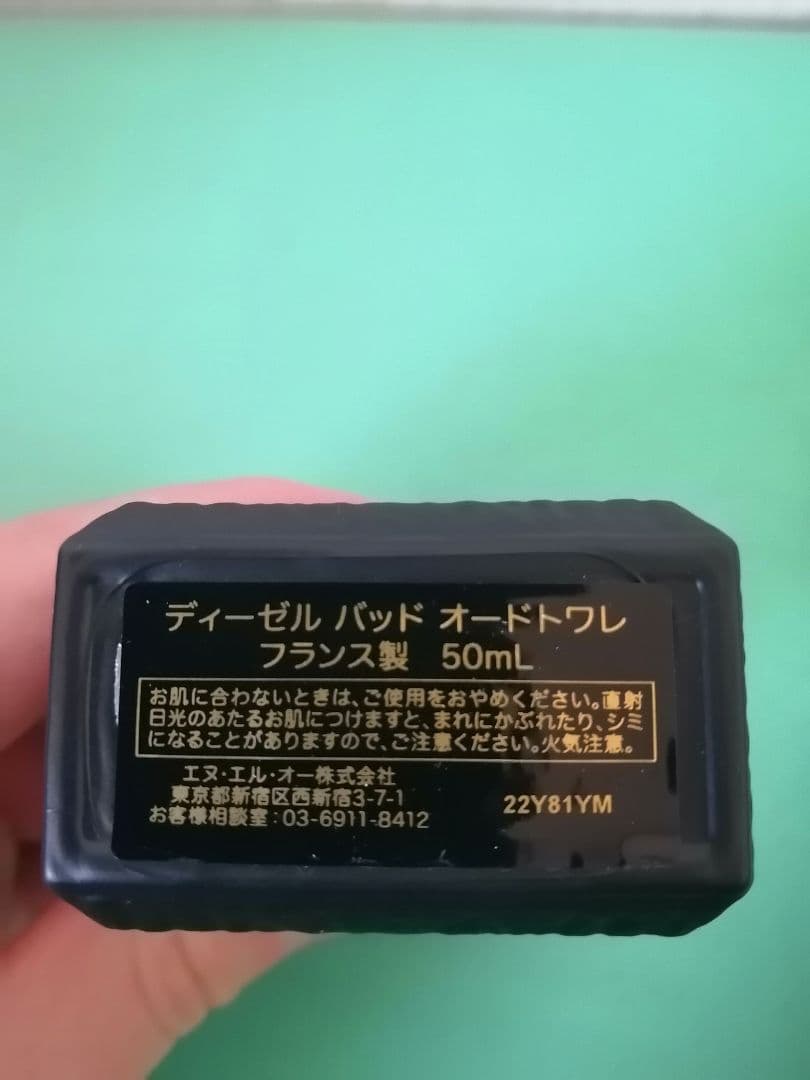 ディーゼル バッド オードトワレ
フランス製 50mL
お肌に合わないときは、ご使用をおやめください。直射
日光のあたるお肌につけますと、まれにかぶれたり、シミ
になることがありますので、ご注意ください。火気注意。
エヌ・エル・オー株式会社
東京都新宿区西新宿3-7-1
お客様相談室:03-6911-8412
22Y81YM